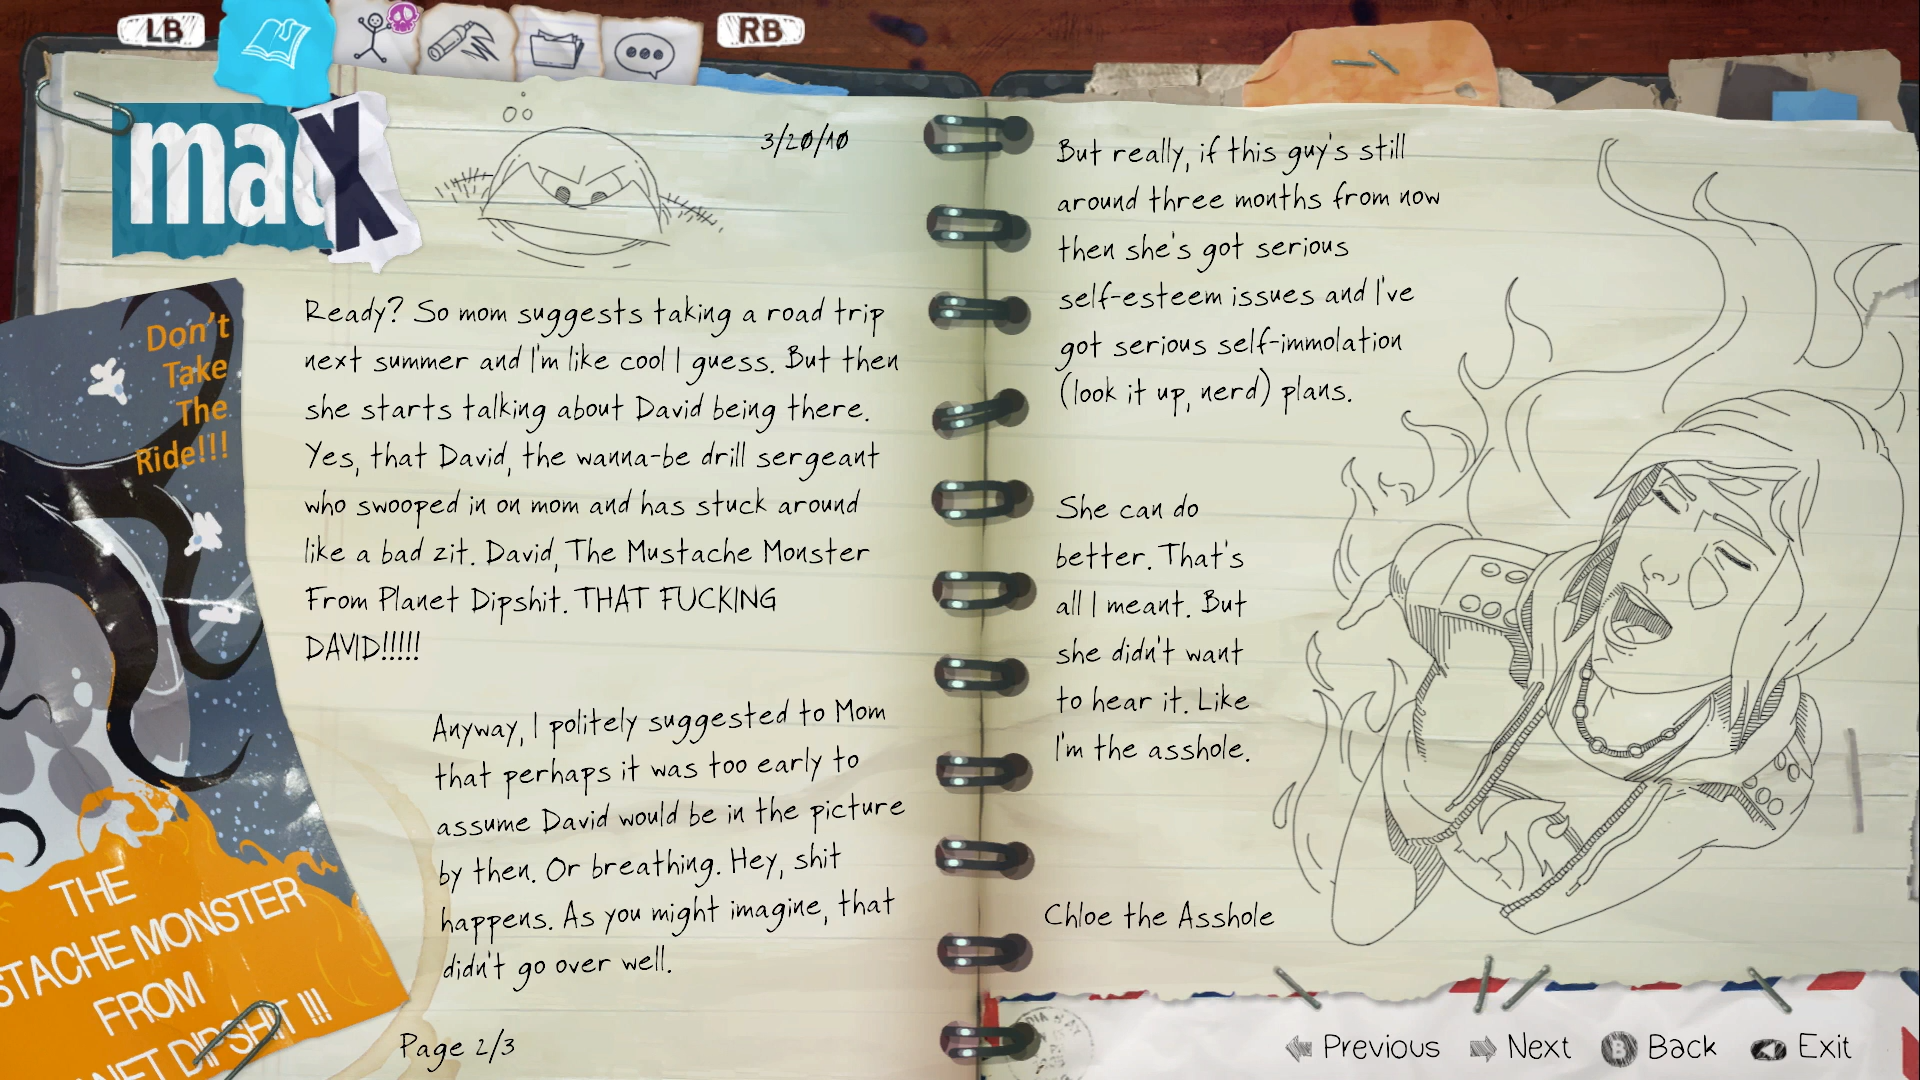 LB
RB
maX
3/20/10
Don't
Take
The
Ride!!!
THE
STACHE MONSTER
FROM
NET DIPSHIT !!!
Ready? So mom suggests taking a road trip
next summer and I'm like cool I guess. But then
she starts talking about David being there.
Yes, that David, the wanna-be drill sergeant
who swooped in on mom and has stuck around
like a bad zit. David, The Mustache Monster
From Planet Dipshit. THAT FUCKING
DAVID!!!!!
Anyway, I politely suggested to Mom
that perhaps it was too early to
assume David would be in the picture
by then. Or breathing. Hey, shit
happens. As you might imagine, that
didn't go over well.
Page 2/3
But really, if this guy's still
around three months from now
then she's got serious
self-esteem issues and I've
got serious self-immolation
(look it up, nerd) plans.
She can do
better. That's
all I meant. But
she didn't want
to hear it. Like
I'm the asshole.
Chloe the Asshole
Previous
Next
B
Back
Exit